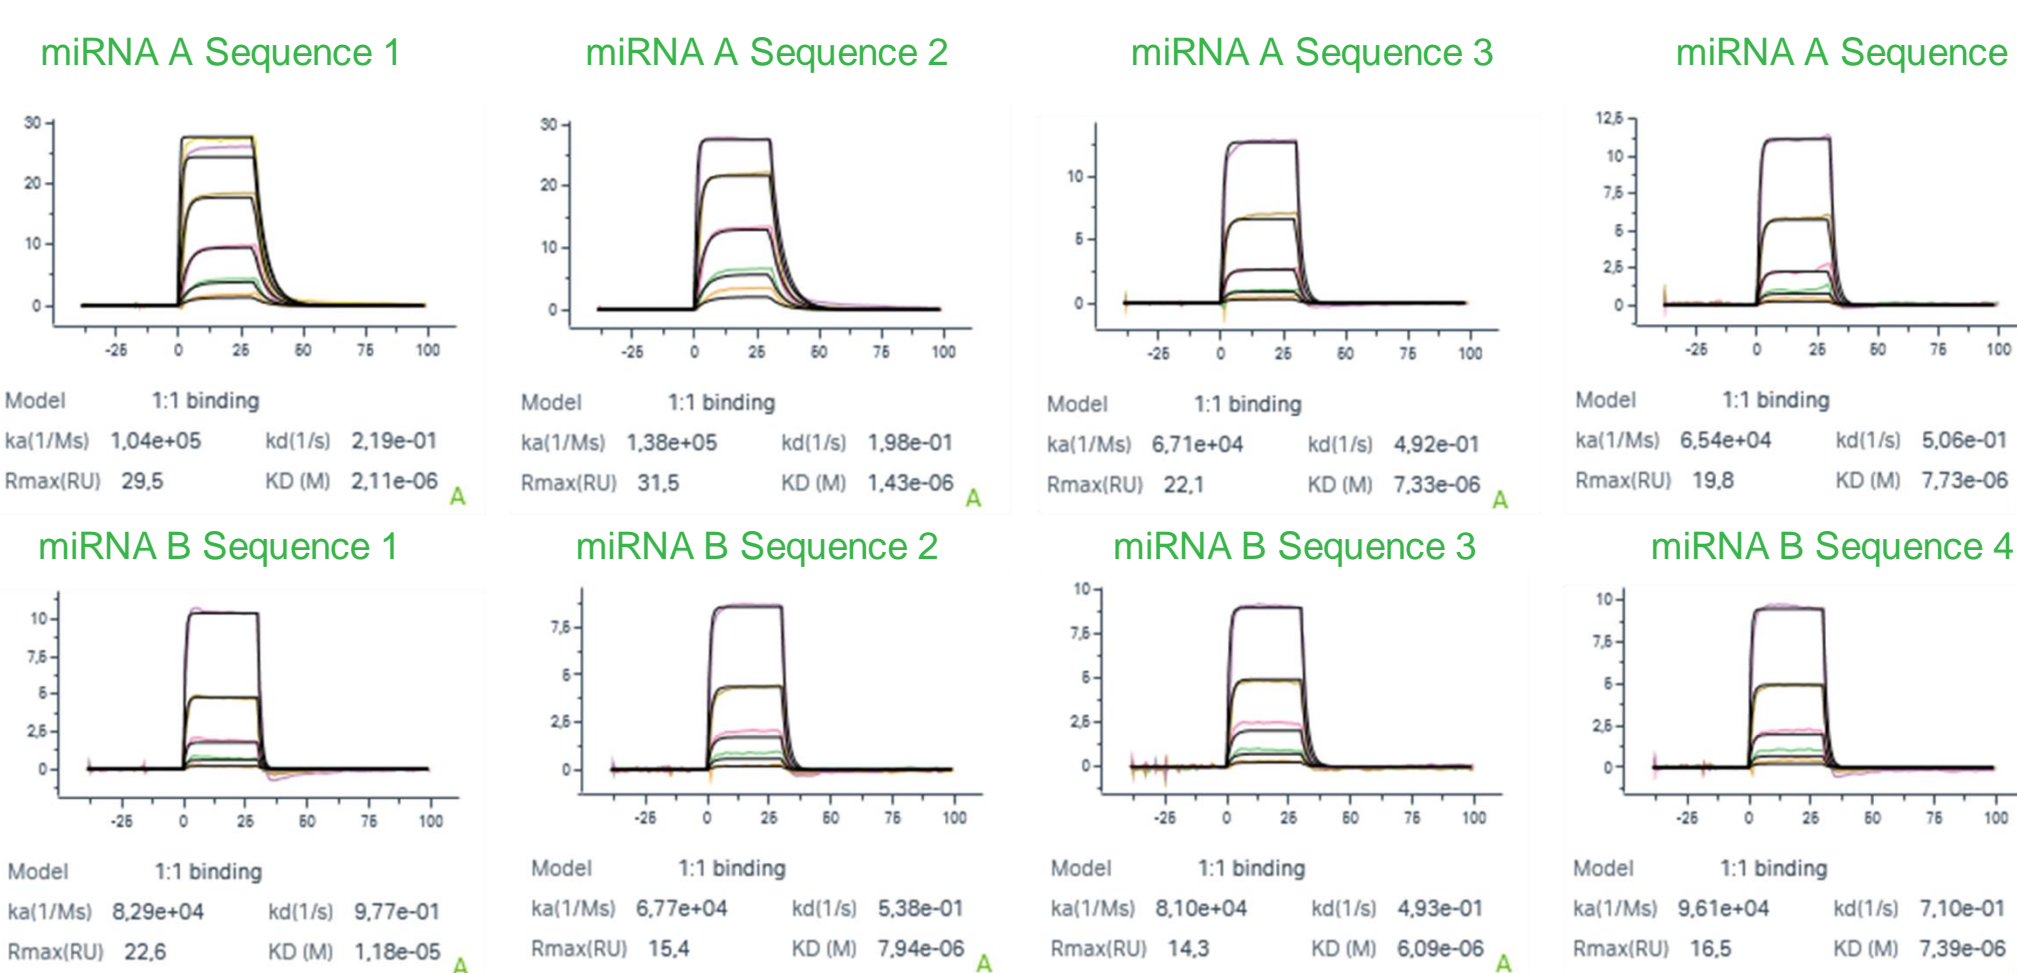 miRNA A Sequence 1 miRNA A Sequence 2 miRNA A Sequence 3 miRNA A Sequence
30
20
10
0
-25 0 25 50 75 100
30
20
10
0
-25 0 25 50 75 100
10
5
0
-25 0 25 50 75 100
12,5
10
7,5
5
2,5
0
-25 0 25 50 75 100
Model 1:1 binding
ka(1/Ms) 1,04e+05 kd(1/s) 2,19e-01
Rmax(RU) 29,5 KD (M) 2,11e-06
A
Model 1:1 binding
ka(1/Ms) 1,38e+05 kd(1/s) 1,98e-01
Rmax(RU) 31,5 KD (M) 1,43e-06
A
Model 1:1 binding
ka(1/Ms) 6,71e+04 kd(1/s) 4,92e-01
Rmax(RU) 22,1 KD (M) 7,33e-06
A
Model 1:1 binding
ka(1/Ms) 6,54e+04 kd(1/s) 5,06e-01
Rmax(RU) 19,8 KD (M) 7,73e-06
miRNA B Sequence 1 miRNA B Sequence 2 miRNA B Sequence 3 miRNA B Sequence 4
10
7,5
5
2,5
0
-25 0 25 50 75 100
7,5
5
2,5
0
-25 0 25 50 75 100
10
7,5
5
2,5
0
-25 0 25 50 75 100
10
7,5
5
2,5
0
-25 0 25 50 75 100
Model 1:1 binding
ka(1/Ms) 8,29e+04 kd(1/s) 9,77e-01
Rmax(RU) 22,6 KD (M) 1,18e-05
A
Model 1:1 binding
ka(1/Ms) 6,77e+04 kd(1/s) 5,38e-01
Rmax(RU) 15,4 KD (M) 7,94e-06
A
Model 1:1 binding
ka(1/Ms) 8,10e+04 kd(1/s) 4,93e-01
Rmax(RU) 14,3 KD (M) 6,09e-06
A
Model 1:1 binding
ka(1/Ms) 9,61e+04 kd(1/s) 7,10e-01
Rmax(RU) 16,5 KD (M) 7,39e-06